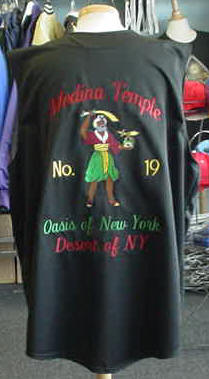 Medina Temple
No. 19
Oasis of New York
Desert of NY